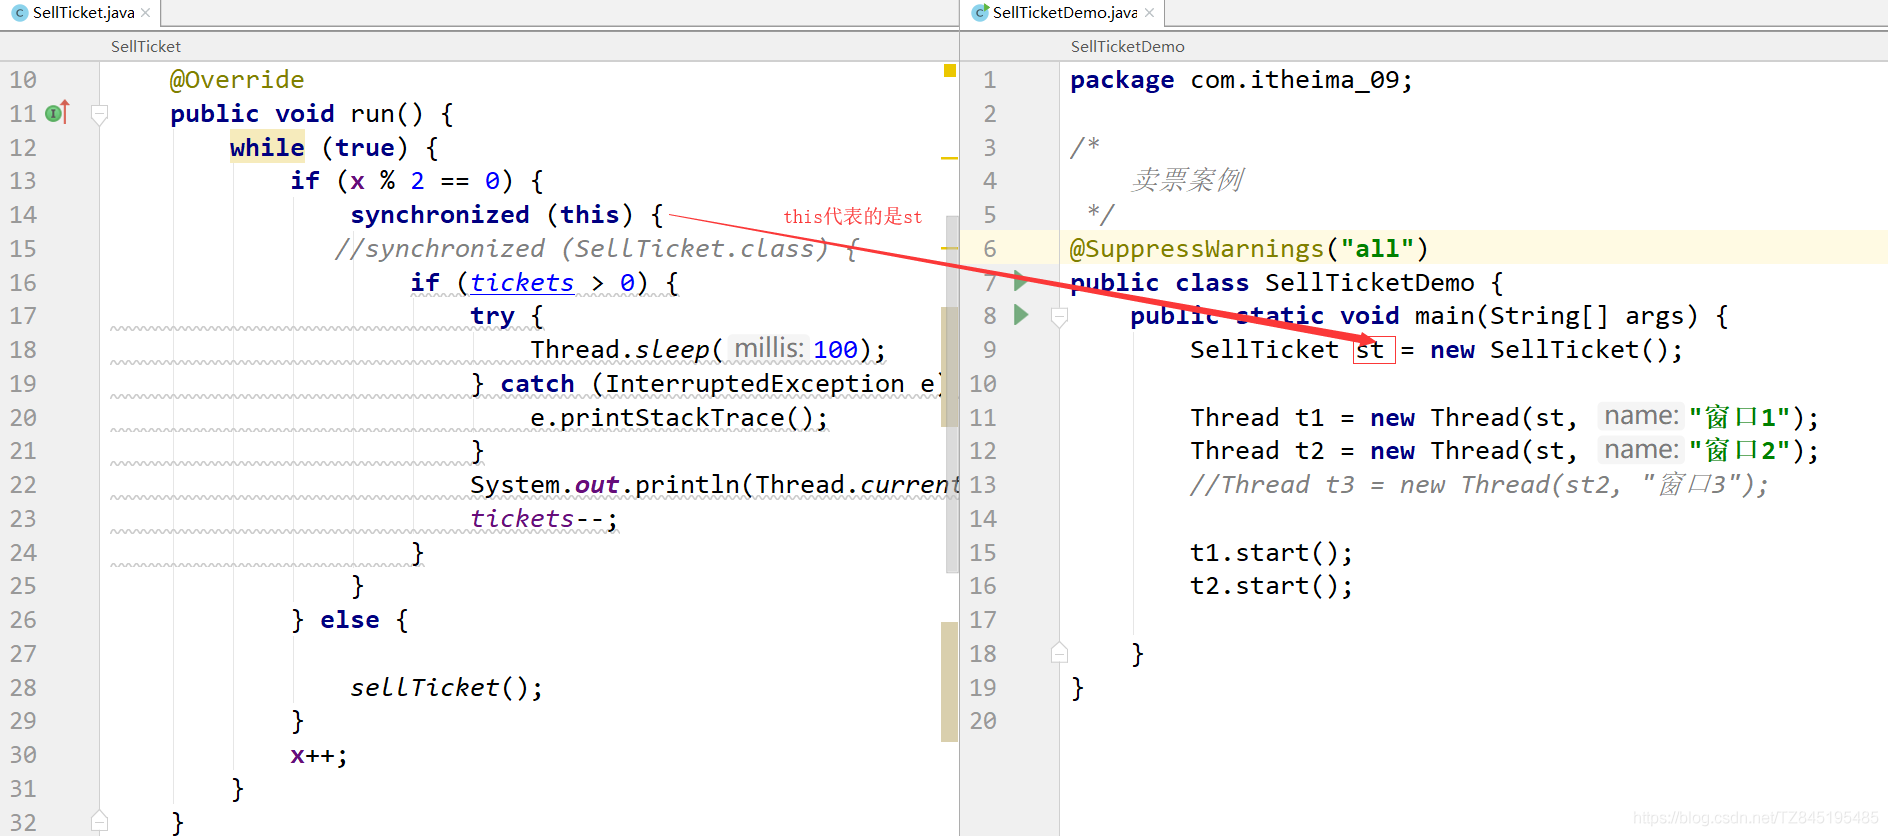 SellTicket.java
SellTicket
10 @Override
11 public void run() {
12 while (true) {
13 if (x % 2 == 0) {
14 synchronized (this) {
this代表的是st
15 //synchronized (SellTicket.class) {
16 if (tickets > 0) {
17 try {
18 Thread.sleep( millis: 100);
19 } catch (InterruptedException e)
20 e.printStackTrace();
21 }
22 System.out.println(Thread.current
23 tickets--;
24 }
25 }
26 } else {
27
28 sellTicket();
29 }
30 x++;
31 }
32 }
SellTicketDemo.java
SellTicketDemo
1 package com.itheima_09;
2
3 /*
4 卖票案例
5 */
6 @SuppressWarnings("all")
7 public class SellTicketDemo {
8 public static void main(String[] args) {
9 SellTicket st = new SellTicket();
10
11 Thread t1 = new Thread(st, name: "窗口1");
12 Thread t2 = new Thread(st, name: "窗口2");
13 //Thread t3 = new Thread(st2, "窗口3");
14
15 t1.start();
16 t2.start();
17
18 }
19 }
20
https://blog.csdn.net/TZ845195485